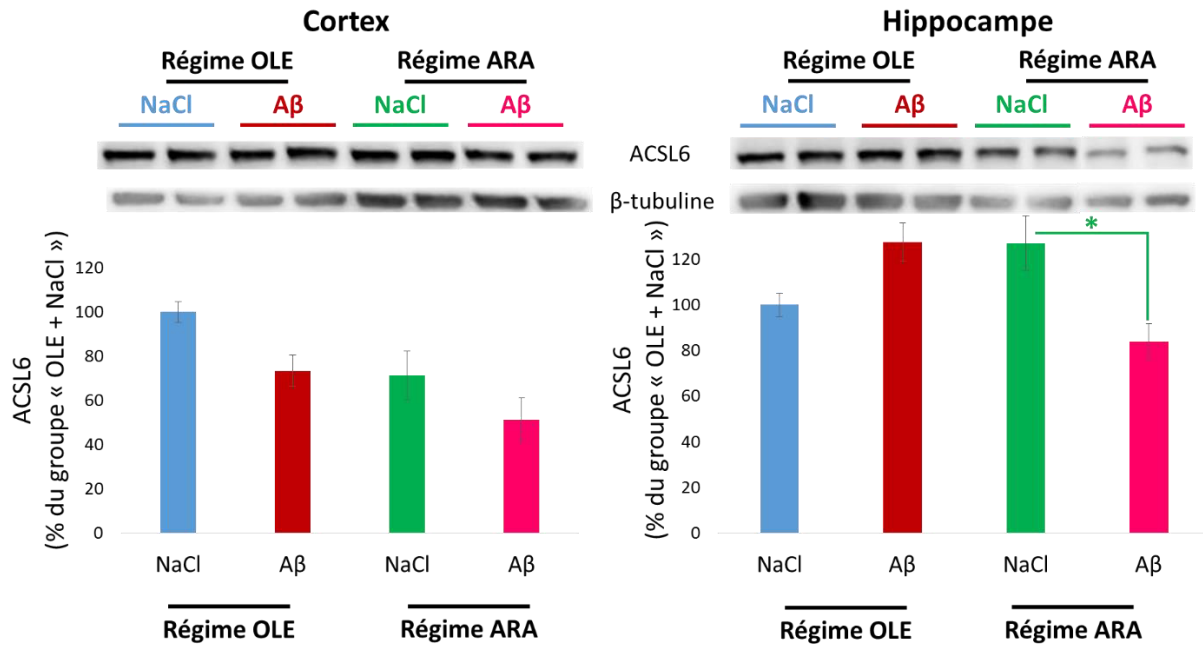 Cortex
Régime OLE
Régime ARA
NaCl
Aβ
NaCl
Aβ
Hippocampe
Régime OLE
Régime ARA
NaCl
Aβ
NaCl
Aβ
ACSL6
β-tubuline
ACSL6
(% du groupe « OLE + NaCl »)
120
100
80
60
40
20
0
NaCl
Aβ
NaCl
Aβ
Régime OLE
Régime ARA
ACSL6
(% du groupe « OLE + NaCl »)
120
100
80
60
40
20
0
*
NaCl
Aβ
NaCl
Aβ
Régime OLE
Régime ARA